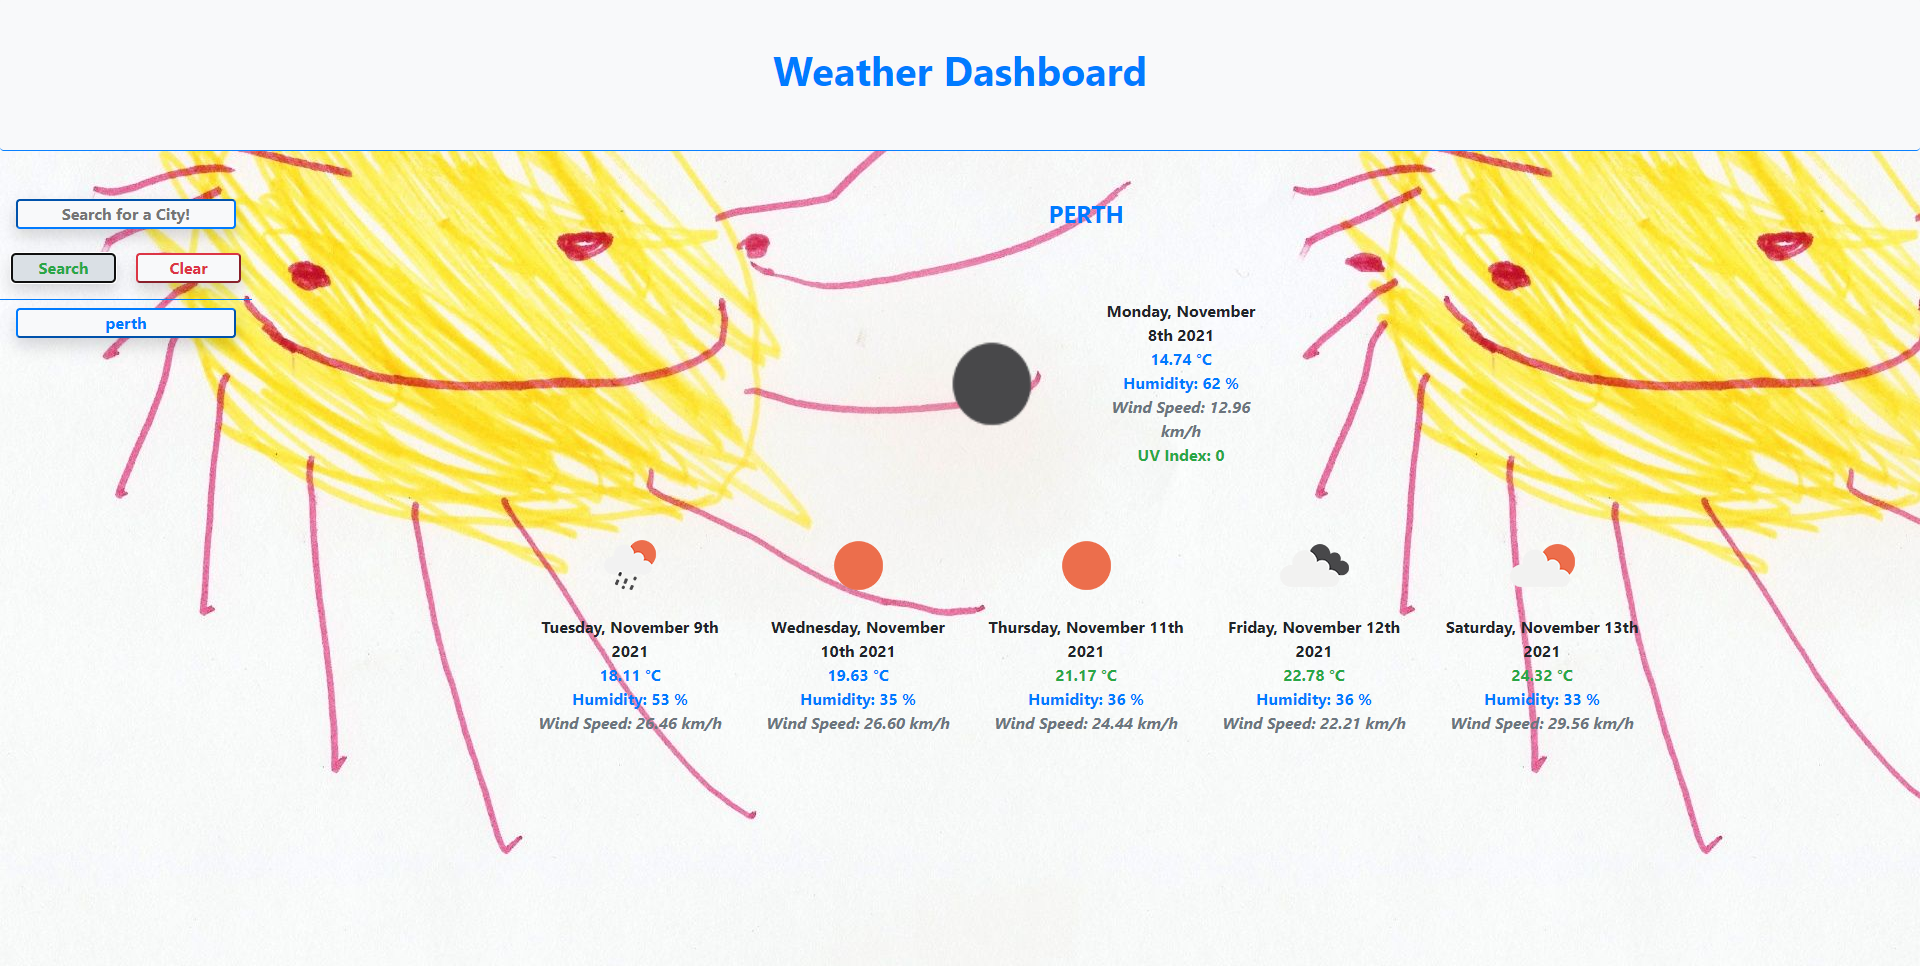 Weather Dashboard
Search for a City!
Search
Clear
perth
PERTH
Monday, November
8th 2021
14.74 °C
Humidity: 62 %
Wind Speed: 12.96
km/h
UV Index: 0
Tuesday, November 9th
2021
18.11 °C
Humidity: 53 %
Wind Speed: 26.46 km/h
Wednesday, November
10th 2021
19.63 °C
Humidity: 35 %
Wind Speed: 26.60 km/h
Thursday, November 11th
2021
21.17 °C
Humidity: 36 %
Wind Speed: 24.44 km/h
Friday, November 12th
2021
22.78 °C
Humidity: 36 %
Wind Speed: 22.21 km/h
Saturday, November 13th
2021
24.32 °C
Humidity: 33 %
Wind Speed: 29.56 km/h